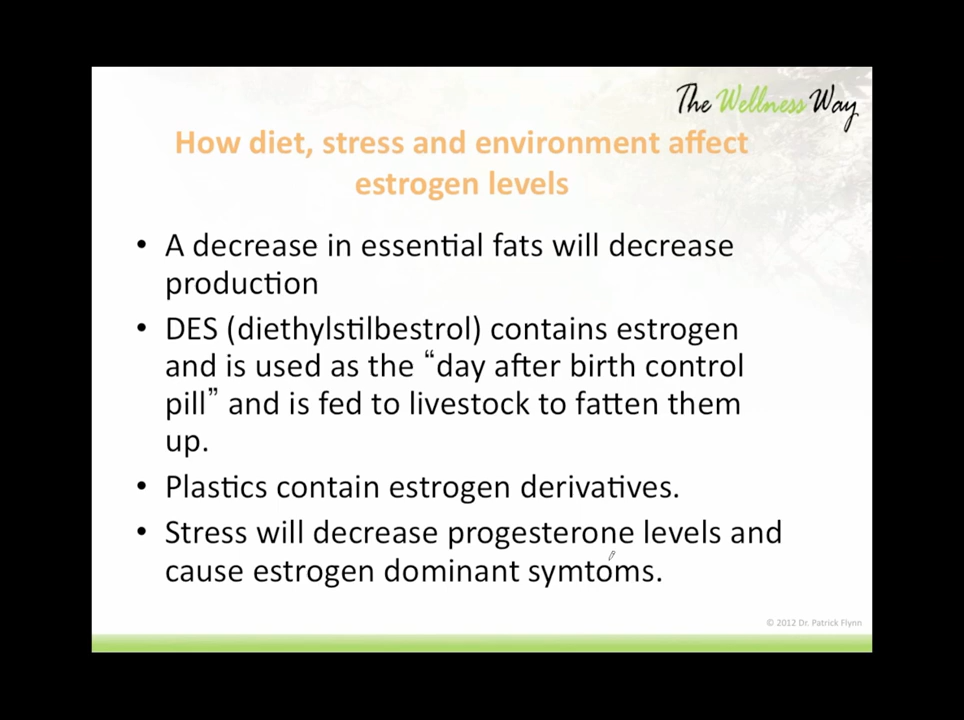 The Wellness Way
How diet, stress and environment affect
estrogen levels
• A decrease in essential fats will decrease
production
• DES (diethylstilbestrol) contains estrogen
and is used as the “day after birth control
pill” and is fed to livestock to fatten them
up.
• Plastics contain estrogen derivatives.
• Stress will decrease progesterone levels and
cause estrogen dominant symtoms.
© 2012 Dr. Patrick Flynn